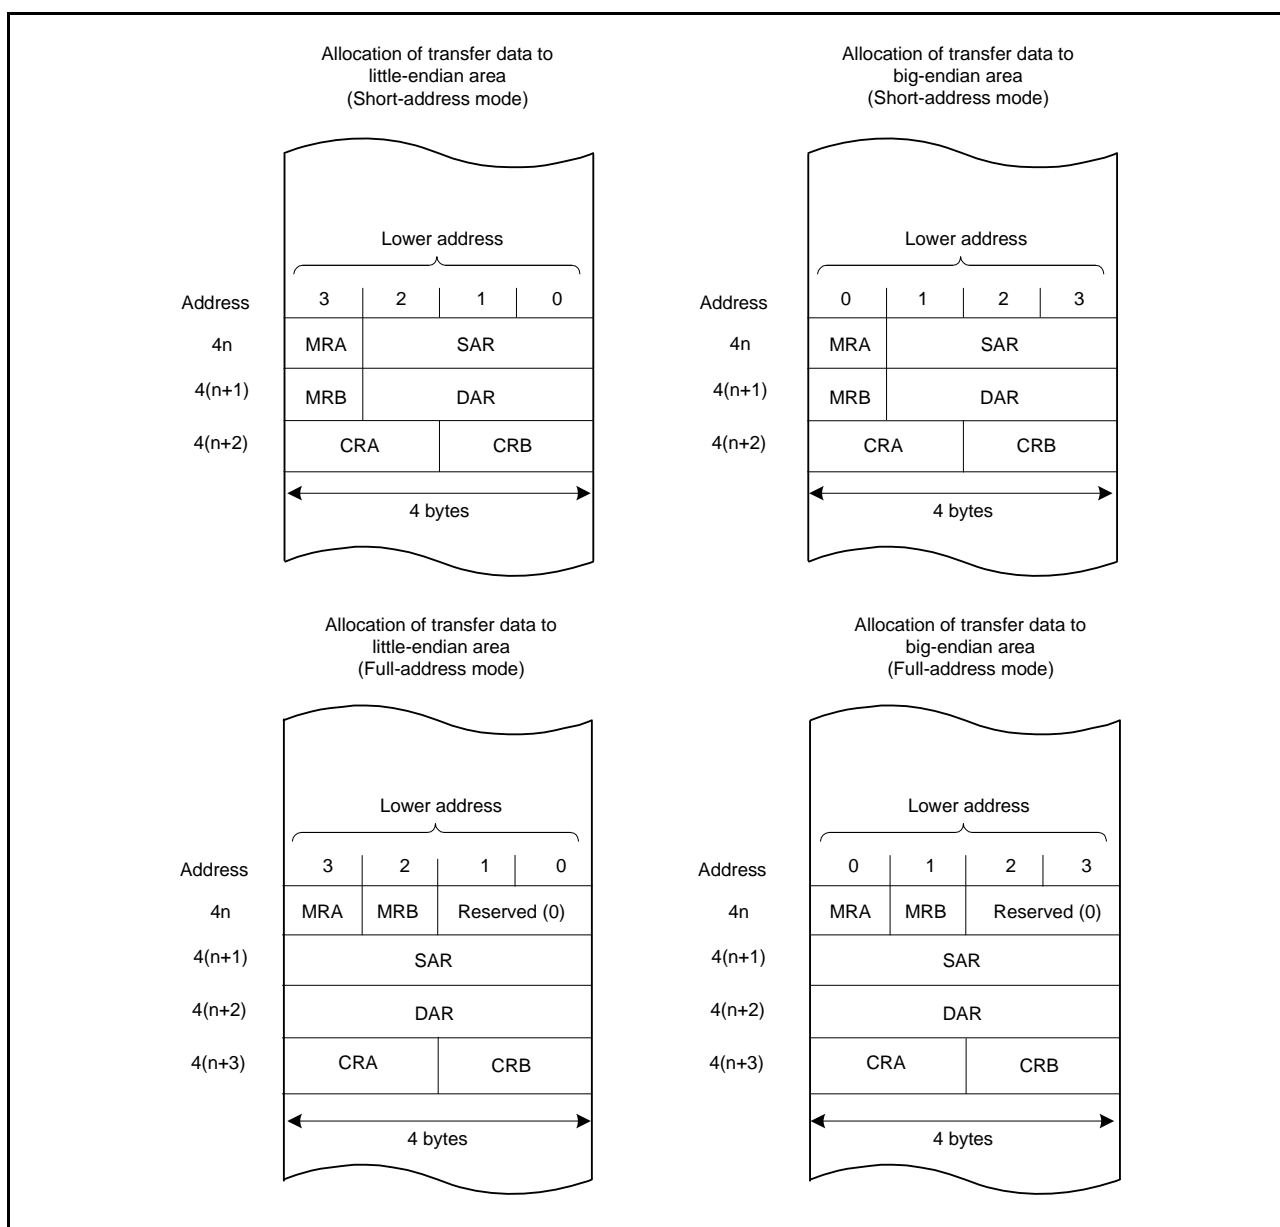 Allocation of transfer data to
little-endian area
(Short-address mode)
Lower address
Address 3 2 1 0
4n MRA SAR
4(n+1) MRB DAR
4(n+2) CRA CRB
4 bytes
Allocation of transfer data to
big-endian area
(Short-address mode)
Lower address
Address 0 1 2 3
4n MRA SAR
4(n+1) MRB DAR
4(n+2) CRA CRB
4 bytes
Allocation of transfer data to
little-endian area
(Full-address mode)
Lower address
Address 3 2 1 0
4n MRA MRB Reserved (0)
4(n+1) SAR
4(n+2) DAR
4(n+3) CRA CRB
4 bytes
Allocation of transfer data to
big-endian area
(Full-address mode)
Lower address
Address 0 1 2 3
4n MRA MRB Reserved (0)
4(n+1) SAR
4(n+2) DAR
4(n+3) CRA CRB
4 bytes